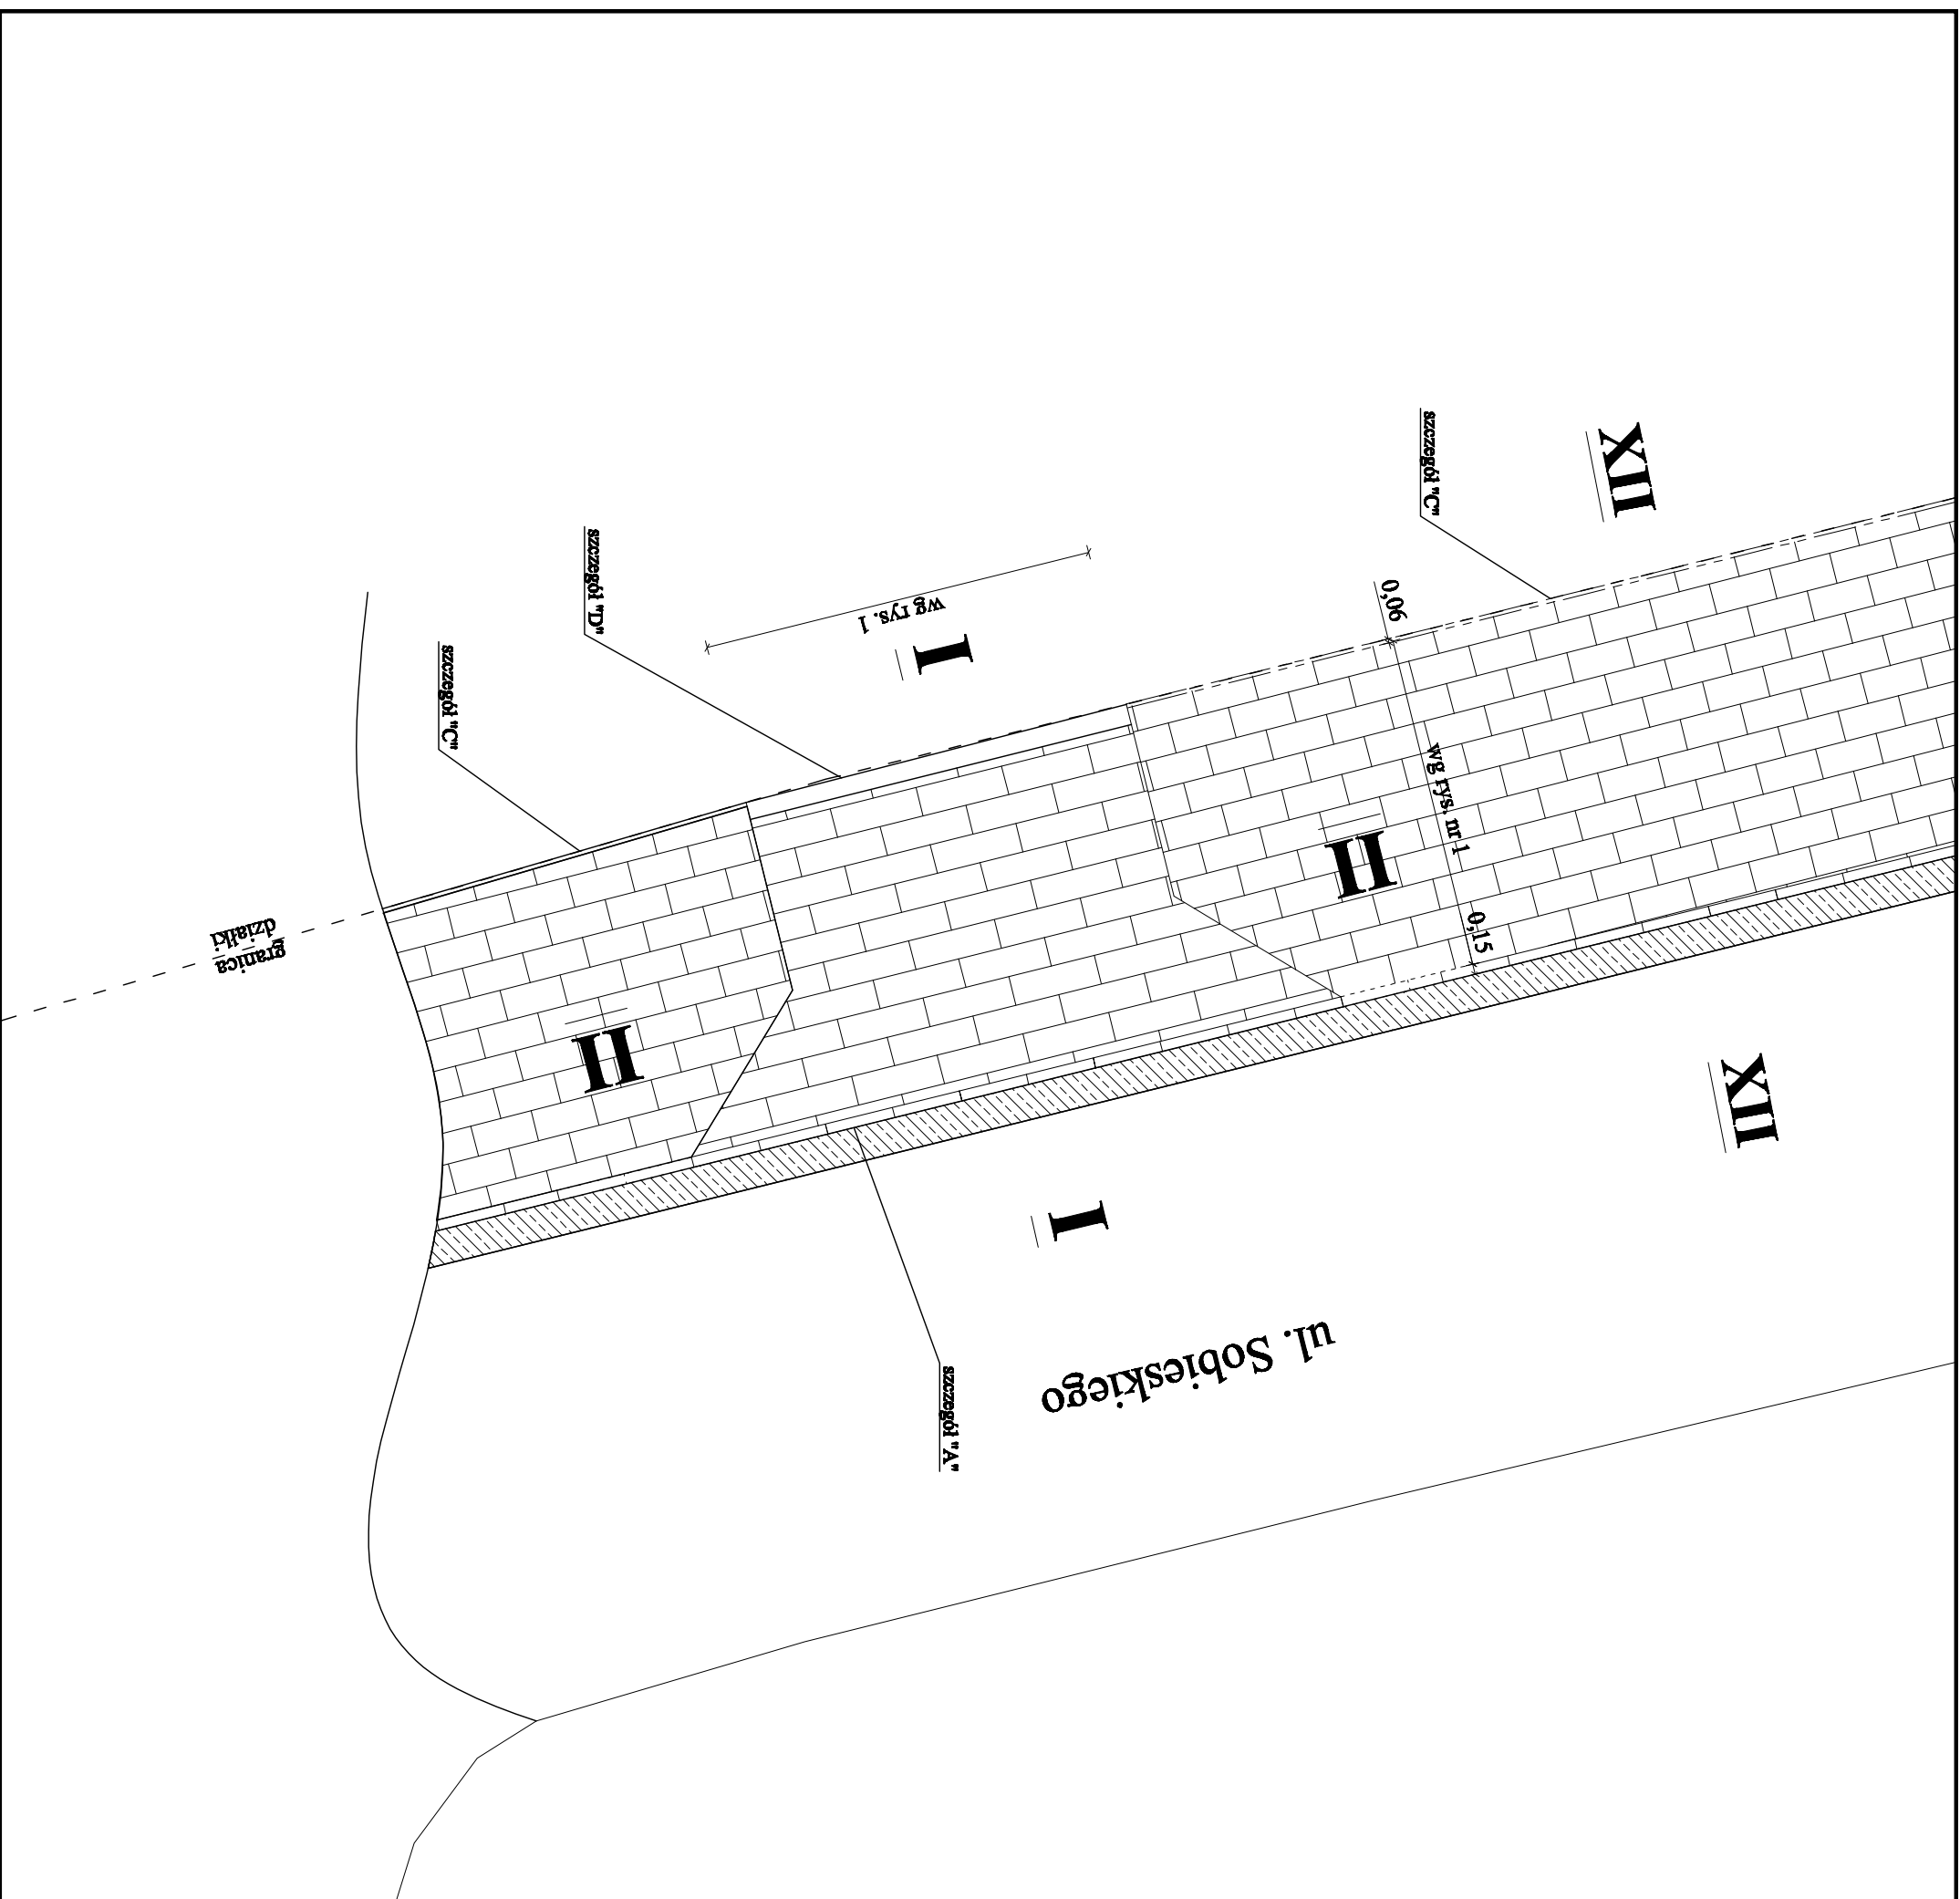 XII
szczegół "C"
szczegół "D"
0,06
wg rys. 1
I
szczegół "C"
wg rys. nr 1
II
0,15
granica
działki
II
XII
I
ul. Sobieskiego
szczegół "A"